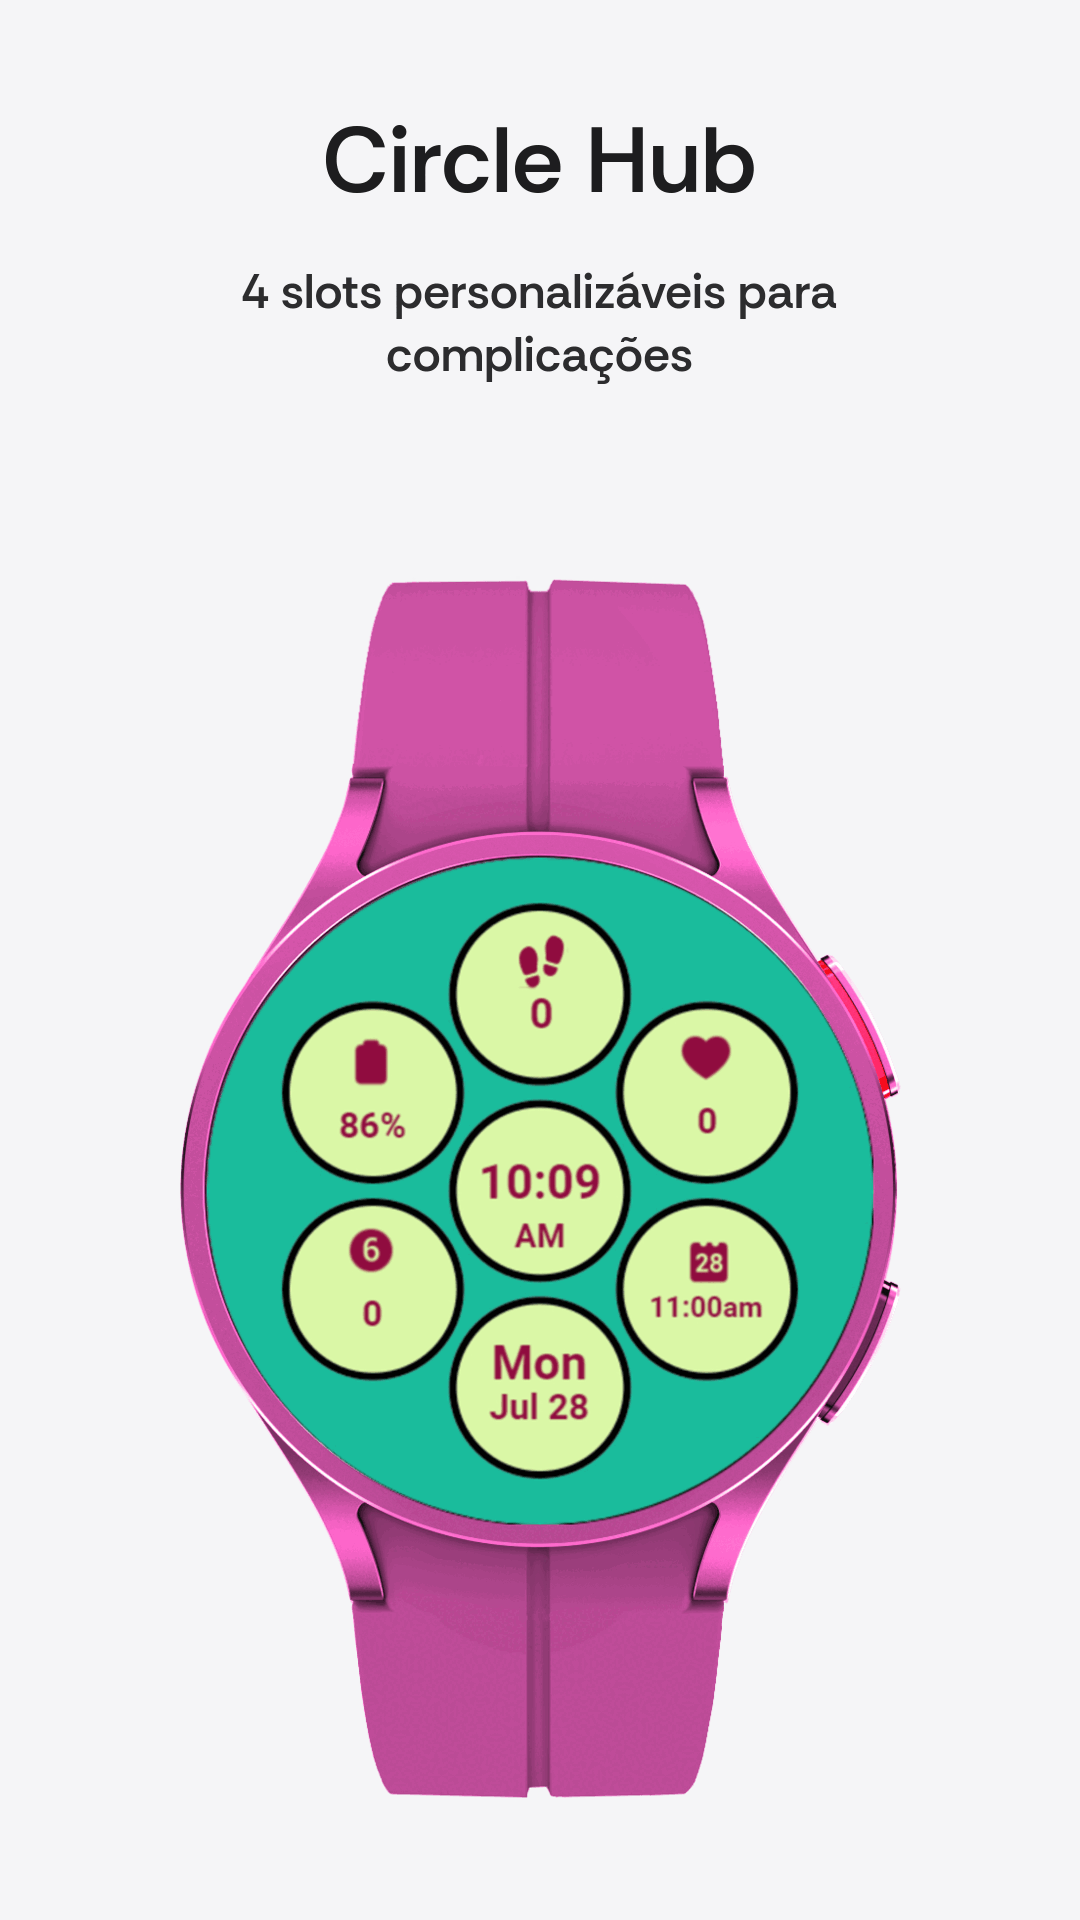 Circle Hub
4 slots personalizáveis para
complicações
0
86%
0
10:09
AM
6
0
28
11:00am
Mon
Jul 28